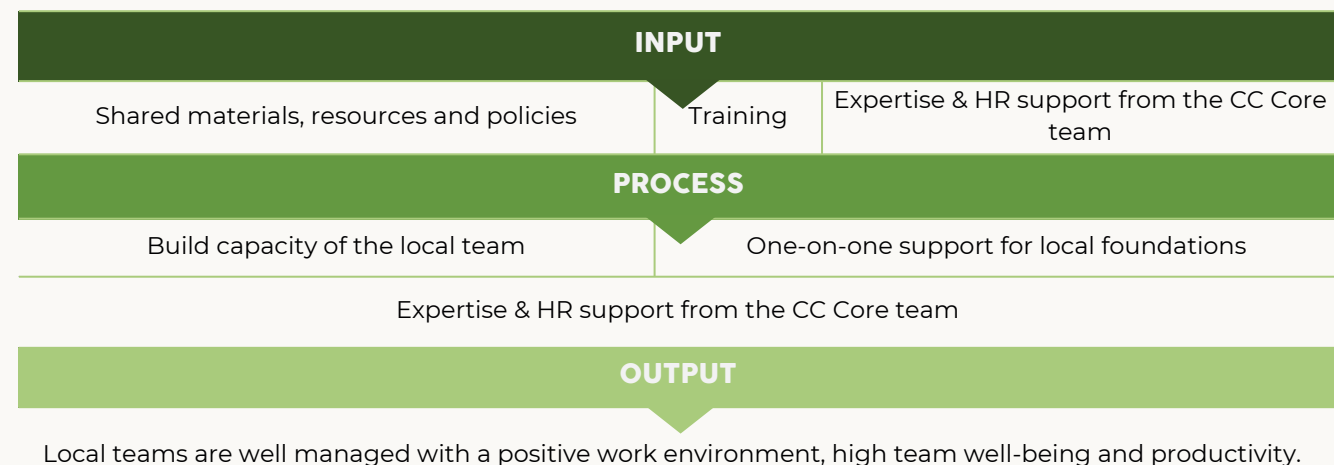 INPUT
Shared materials, resources and policies
Training
Expertise & HR support from the CC Core
team
PROCESS
Build capacity of the local team
One-on-one support for local foundations
Expertise & HR support from the CC Core team
OUTPUT
Local teams are well managed with a positive work environment, high team well-being and productivity.